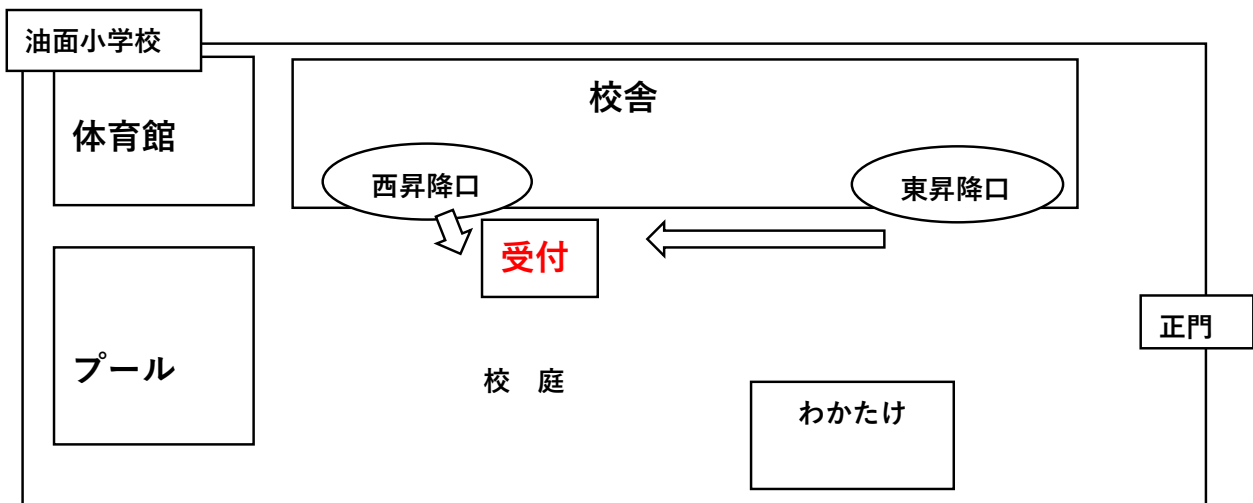 油面小学校
校舎
体育館
西昇降口
東昇降口
受付
正門
プール
校　庭
わかたけ